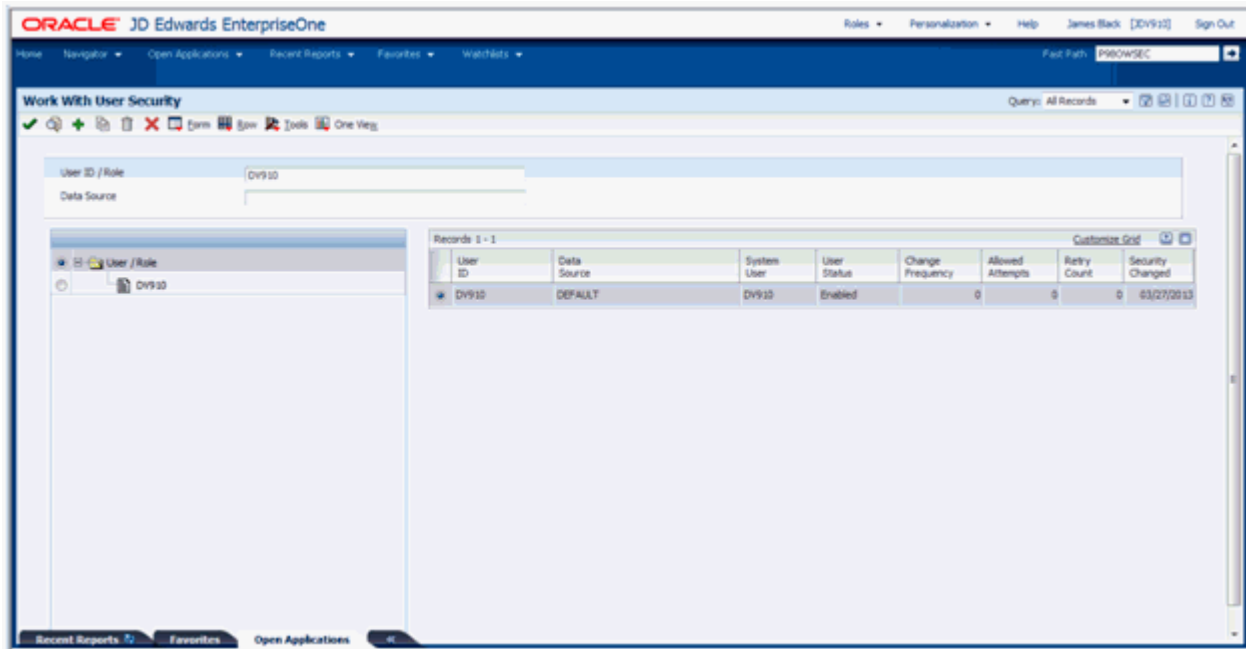 ORACLE JD Edwards EnterpriseOne
Roles Personalization Help James Black [JDV910] Sign Out
Home Navigator Open Applications Recent Reports Favorites Watchlists Fast Path P98OWSEC
Work With User Security Query: All Records
Form Row Tools One View
User ID / Role DV910
Data Source
Records 1 - 1 Customize Grid
User / Role
DV910
User ID Data Source System User User Status Change Frequency Allowed Attempts Retry Count Security Changed
DV910 DEFAULT DV910 Enabled 0 0 0 03/27/2013
Recent Reports Favorites Open Applications